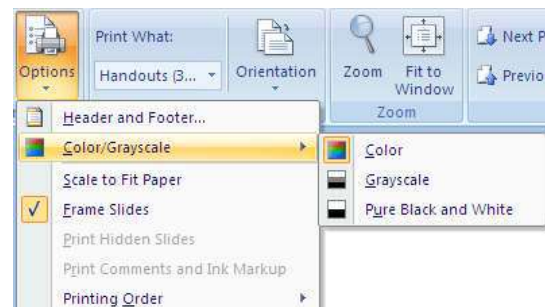 Print What:
Options
Handouts (3...
Orientation
Zoom
Fit to
Window
Next P
Previo
Zoom
Header and Footer...
Color/Grayscale
Scale to Fit Paper
Frame Slides
Print Hidden Slides
Print Comments and Ink Markup
Printing Order
Color
Grayscale
Pure Black and White